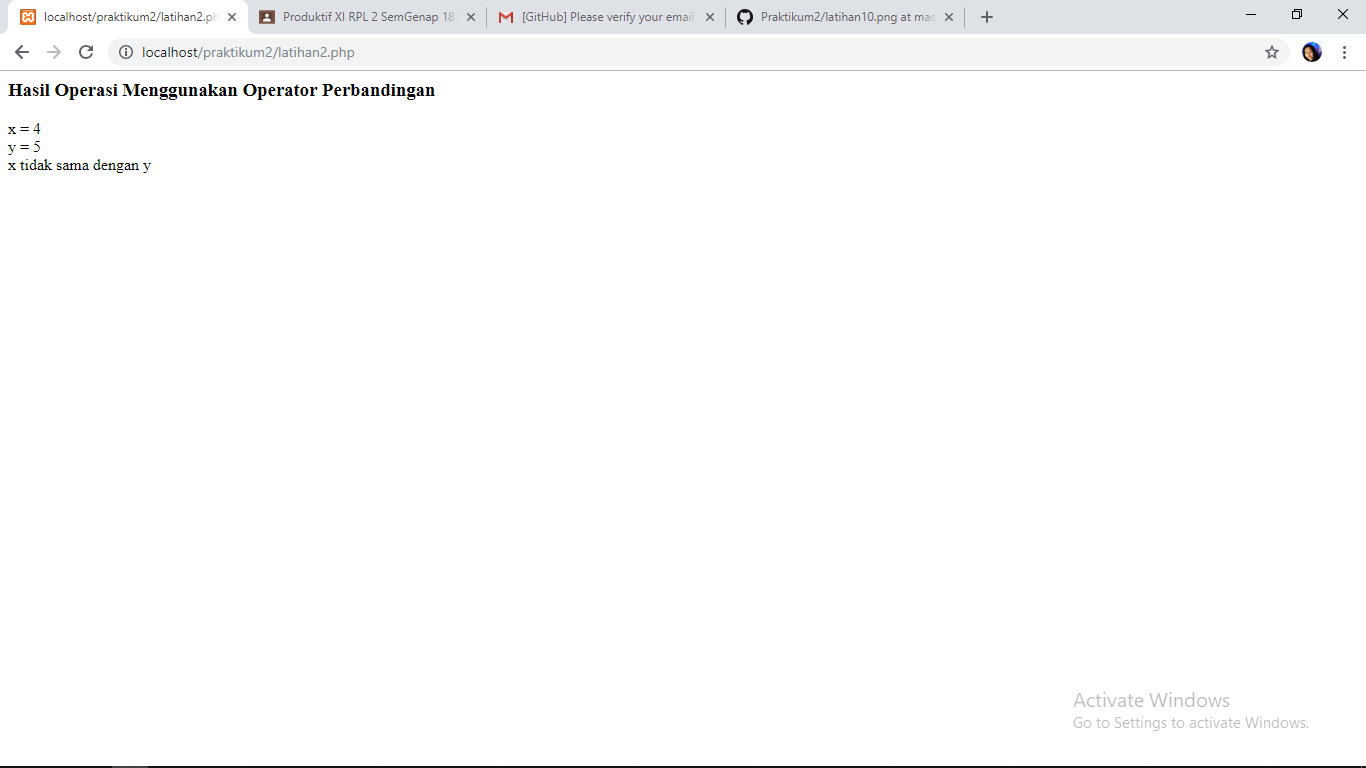 localhost/praktikum2/latihan2.ph
Produktif XI RPL 2 SemGenap 18
[GitHub] Please verify your email
Praktikum2/latihan10.png at mas
localhost/praktikum2/latihan2.php
Hasil Operasi Menggunakan Operator Perbandingan
x = 4
y = 5
x tidak sama dengan y
Activate Windows
Go to Settings to activate Windows.